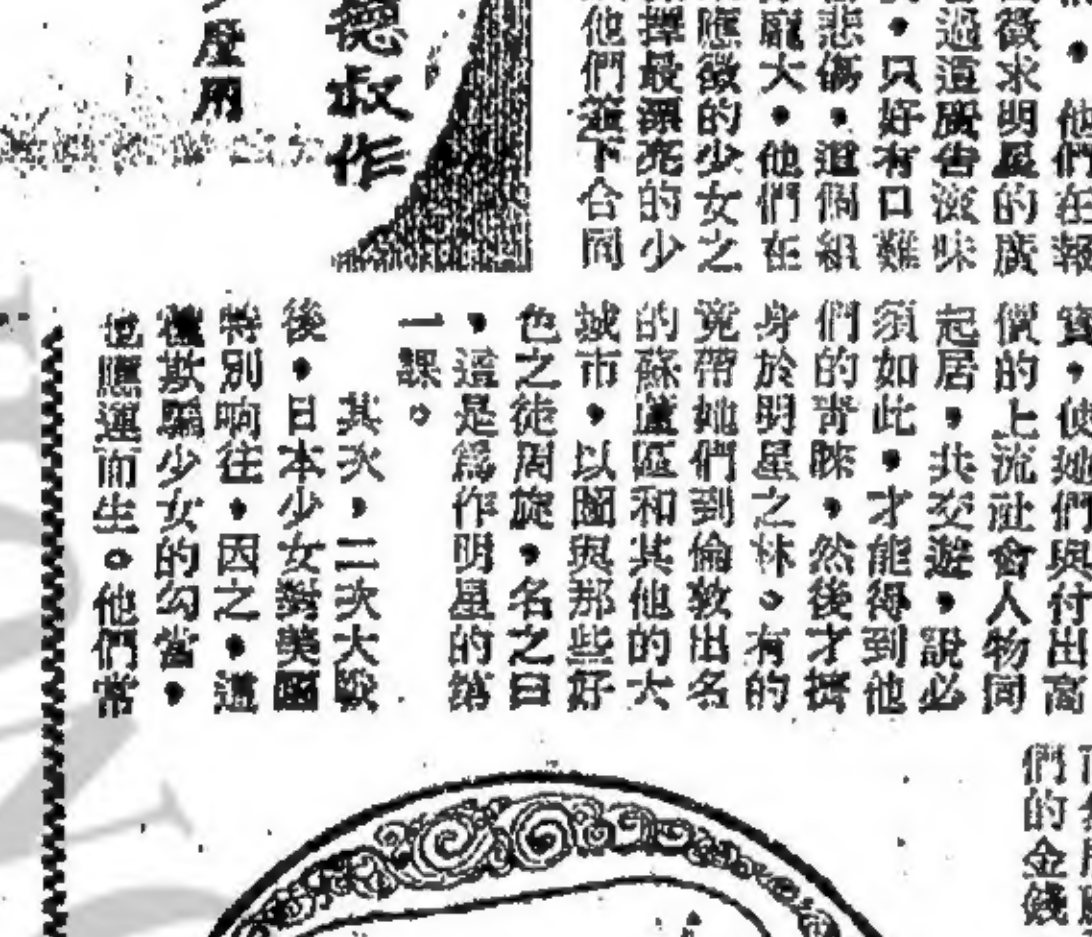 們，他們在報
徵求明星的廣
過這廣告滋味
，只好有口難
悲傷，這個組
龐大，他們在
應徵的少女之
擇最漂亮的少
他們簽下合同
德叔作
度用
寶，使她們與付出高
價的上流社會人物同
起居，共交遊，說必
須如此，才能得到他
們的青睞，然後才擠
身於明星之林。有的
竟帶她們到倫敦出名
的蘇盧區和其他的大
城市，以圖與那些好
色之徒周旋，名之曰
，這是爲作明星的第
一課。
其次，二次大戰
後，日本少女對美國
特別响往，因之，這
種欺騙少女的勾當，
也應運而生。他們常
們的金錢